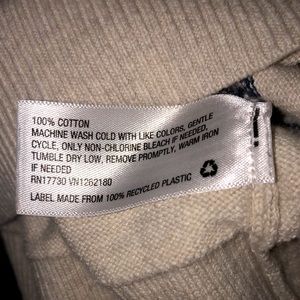 100% COTTON
MACHINE WASH COLD WITH LIKE COLORS, GENTLE
CYCLE, ONLY NON-CHLORINE BLEACH IF NEEDED,
TUMBLE DRY LOW, REMOVE PROMPTLY, WARM IRON
IF NEEDED
RN17730 VN1262180
LABEL MADE FROM 100% RECYCLED PLASTIC